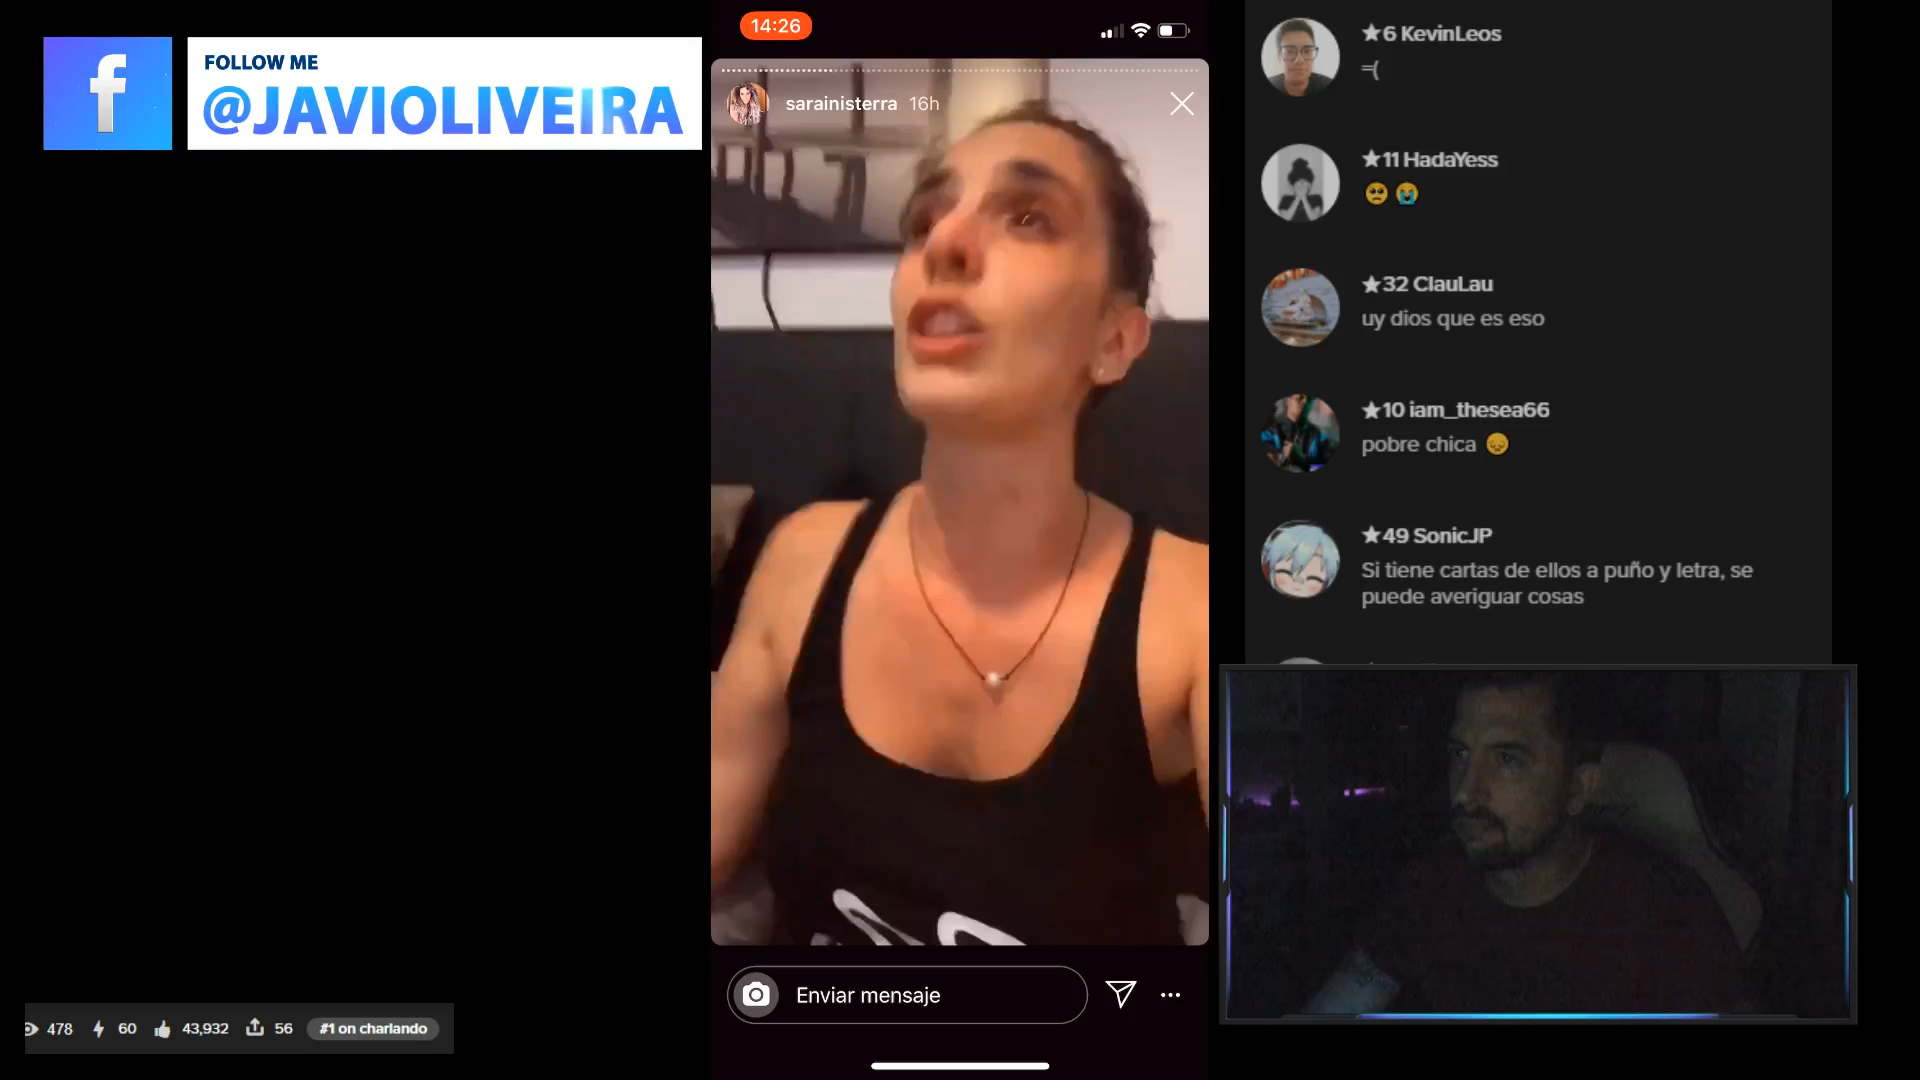 FOLLOW ME
@JAVIOLIVEIRA
14:26
sarainisterra 16h
Enviar mensaje
★6 KevinLeos
=(
★11 HadaYess
🥺 😭
★32 ClauLau
uy dios que es eso
★10 iam_thesea66
pobre chica 😞
★49 SonicJP
Si tiene cartas de ellos a puño y letra, se
puede averiguar cosas
478 60 43,932 56 #1 on charlando